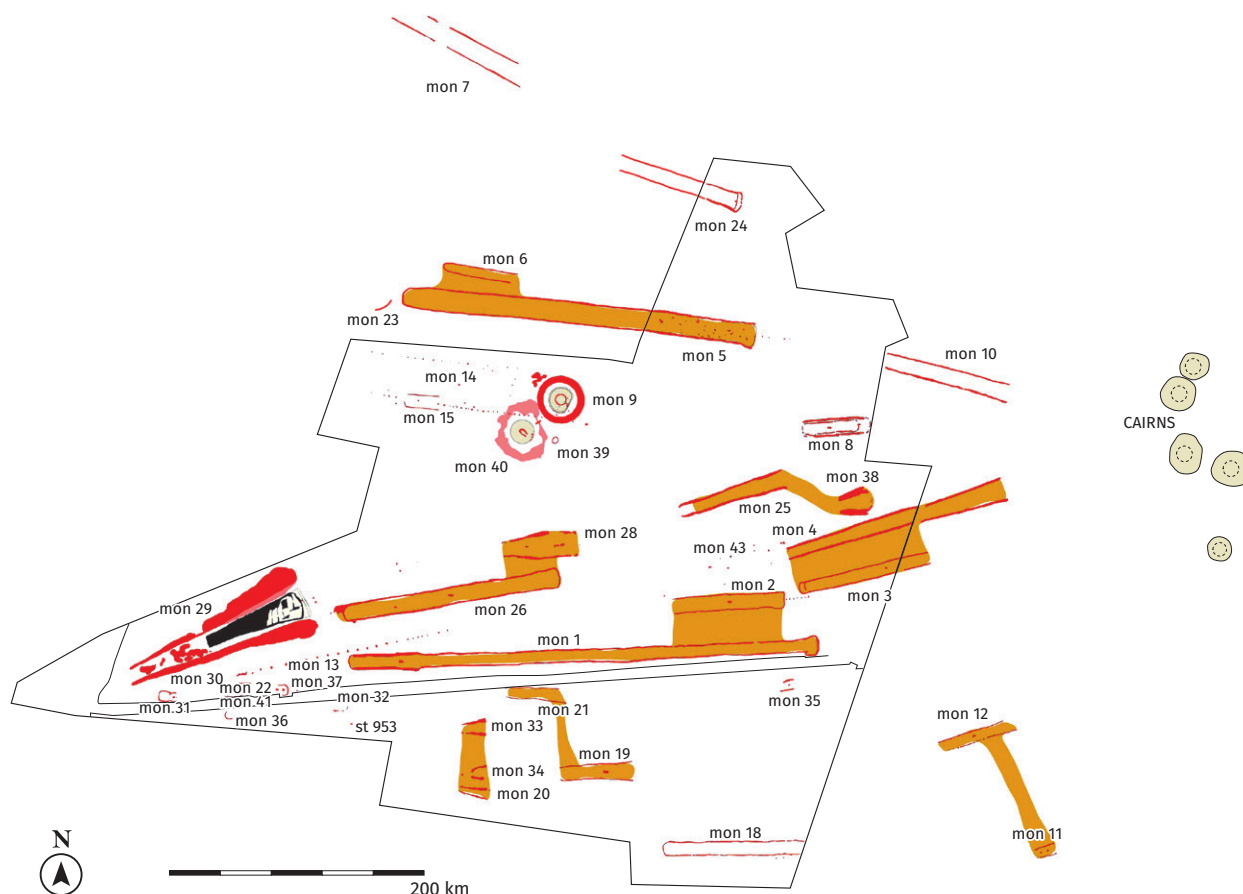 mon 7
mon 24
mon 6
mon 23
mon 5
mon 10
mon 14
mon 9
mon 15
CAIRNS
mon 8
mon 39
mon 40
mon 38
mon 25
mon 4
mon 28
mon 43
mon 2
mon 3
mon 29
mon 26
mon 1
mon 13
mon 30
mon 37
mon 22
mon 31
mon 41
mon 32
mon 35
mon 36
mon 21
mon 12
st 953
mon 33
mon 19
mon 34
mon 20
mon 18
mon 11
N
200 km